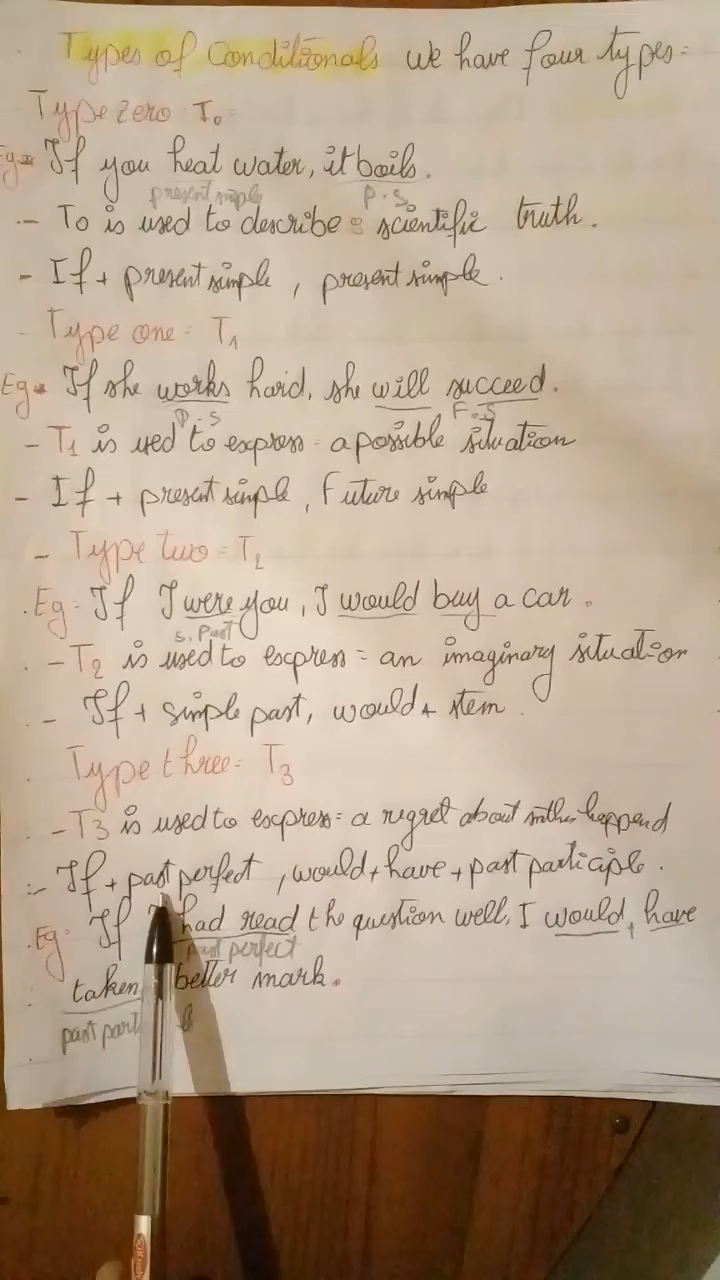 Types of Conditionals we have four types=
Type zero = T0=
Eg= If you heat water, it boils.
present simple P.S
- T0 is used to describe = scientific truth.
- If + present simple, present simple.
- Type one = T1
Eg= If she works hard, she will succeed.
P.S F.S
- T1 is used to express = a possible situation
- If + present simple, Future simple
- Type two = T2
Eg= If I were you, I would buy a car.
S. Past
- T2 is used to express = an imaginary situation
- If + simple past, would + stem.
Type three = T3
- T3 is used to express = a regret about happend
- If + past perfect, would + have + past participle.
Eg= If had read the question well, I would, have
past perfect
taken better mark.
past part